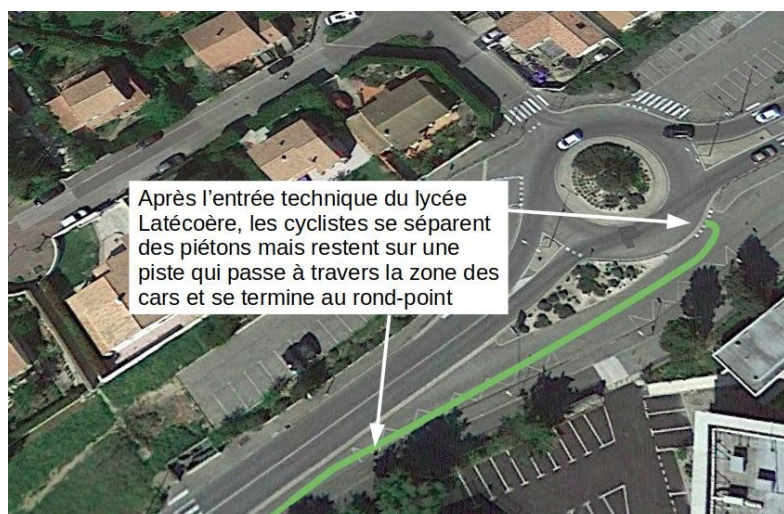 Après l’entrée technique du lycée
Latécoère, les cyclistes se séparent
des piétons mais restent sur une
piste qui passe à travers la zone des
cars et se termine au rond-point